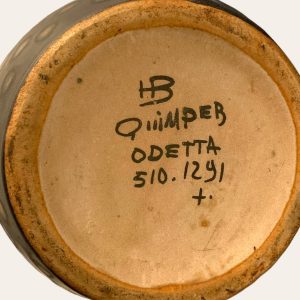 HB
QUIMPER
ODETTA
510.1291
t.